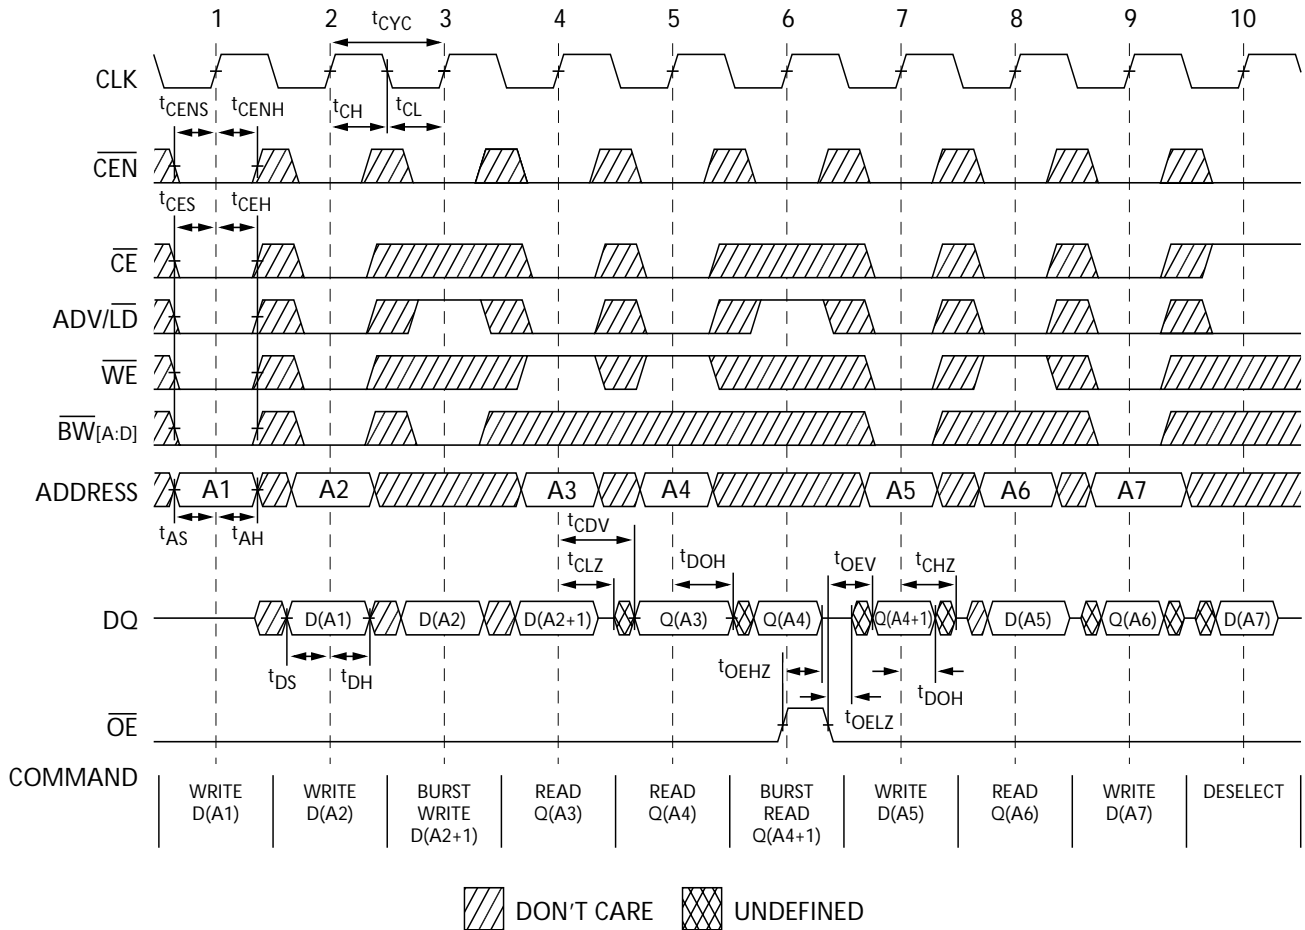 1 2 3 4 5 6 7 8 9 10
tCYC
CLK
tCENS tCENH tCH tCL
CEN
tCES tCEH
CE
ADV/LD
WE
BW[A:D]
ADDRESS A1 A2 A3 A4 A5 A6 A7
tAS tAH tCDV
tCLZ tDOH tOEV tCHZ
DQ D(A1) D(A2) D(A2+1) Q(A3) Q(A4) Q(A4+1) D(A5) Q(A6) D(A7)
tDS tDH tOEHZ tDOH
tOELZ
OE
COMMAND
WRITE WRITE BURST READ READ BURST WRITE READ WRITE DESELECT
D(A1) D(A2) WRITE Q(A3) Q(A4) READ D(A5) Q(A6) D(A7)
D(A2+1) Q(A4+1)
DON'T CARE UNDEFINED